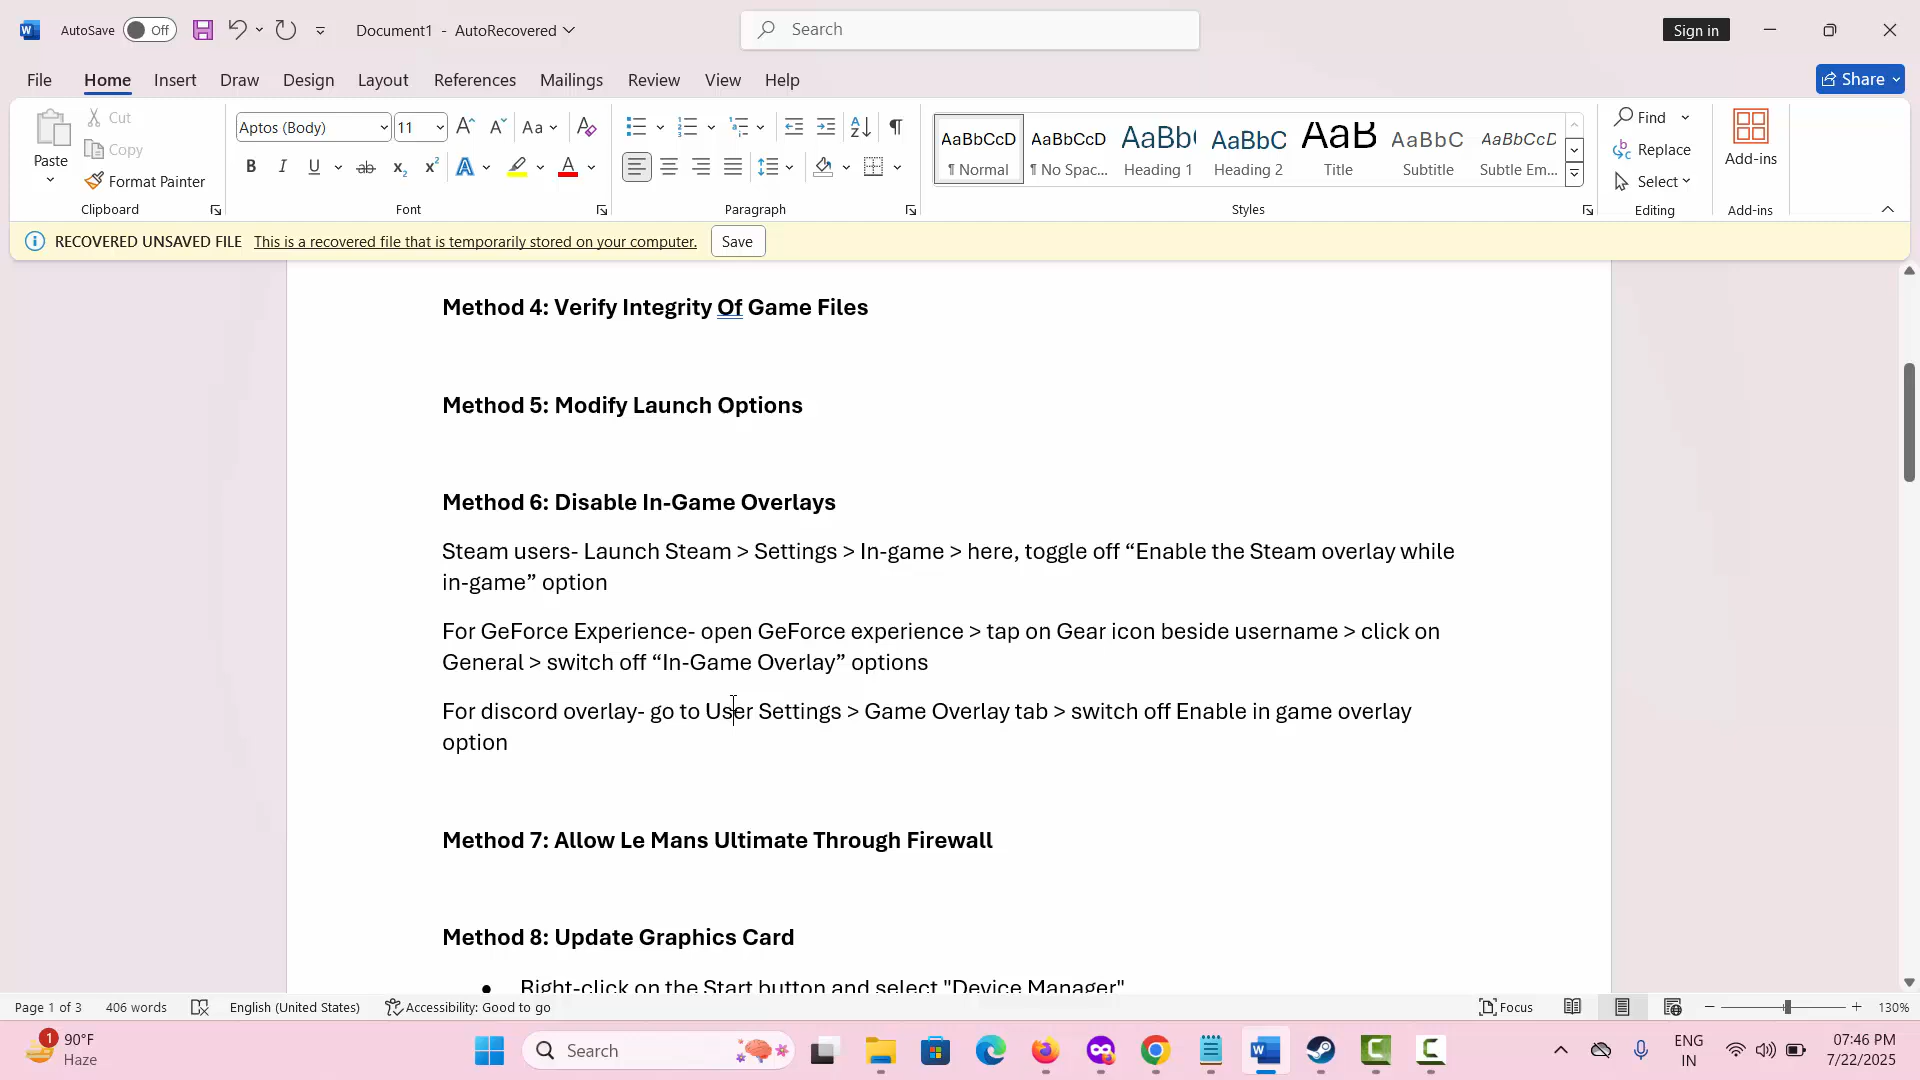 AutoSave Off Document1 - AutoRecovered Search Sign in
File Home Insert Draw Design Layout References Mailings Review View Help Share
Paste Cut Copy Format Painter Clipboard
Aptos (Body) 11 Font
Paragraph
AaBbCcD AaBbCcD AaBb( AaBbC AaB AaBbC AaBbCcD
¶ Normal ¶ No Spac... Heading 1 Heading 2 Title Subtitle Subtle Em...
Styles
Find Replace Select Editing
Add-ins
Add-ins
RECOVERED UNSAVED FILE This is a recovered file that is temporarily stored on your computer. Save
Method 4: Verify Integrity Of Game Files
Method 5: Modify Launch Options
Method 6: Disable In-Game Overlays
Steam users- Launch Steam > Settings > In-game > here, toggle off “Enable the Steam overlay while
in-game” option
For GeForce Experience- open GeForce experience > tap on Gear icon beside username > click on
General > switch off “In-Game Overlay” options
For discord overlay- go to User Settings > Game Overlay tab > switch off Enable in game overlay
option
Method 7: Allow Le Mans Ultimate Through Firewall
Method 8: Update Graphics Card
• Right-click on the Start button and select "Device Manager"
Page 1 of 3 406 words English (United States) Accessibility: Good to go Focus 130%
1 90°F
Haze
Search
ENG
IN
07:46 PM
7/22/2025